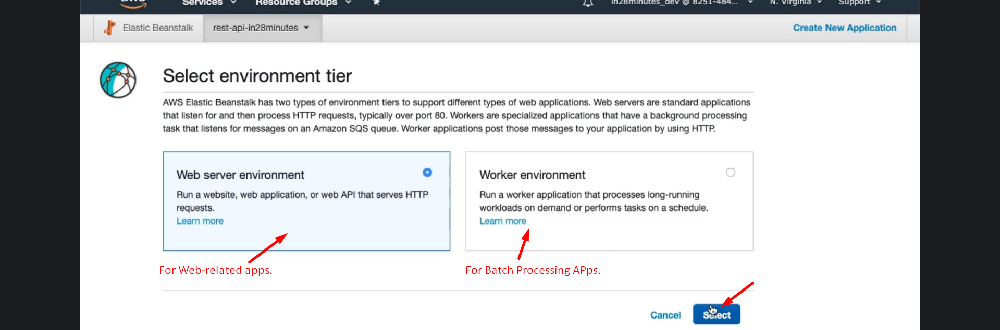 aws Services Resource Groups in28minutes_dev @ 8251-484... N. Virginia Support
Elastic Beanstalk rest-api-in28minutes Create New Application
Select environment tier
AWS Elastic Beanstalk has two types of environment tiers to support different types of web applications. Web servers are standard applications
that listen for and then process HTTP requests, typically over port 80. Workers are specialized applications that have a background processing
task that listens for messages on an Amazon SQS queue. Worker applications post those messages to your application by using HTTP.
Web server environment
Run a website, web application, or web API that serves HTTP
requests.
Learn more
Worker environment
Run a worker application that processes long-running
workloads on demand or performs tasks on a schedule.
Learn more
For Web-related apps.
For Batch Processing APps.
Cancel Select